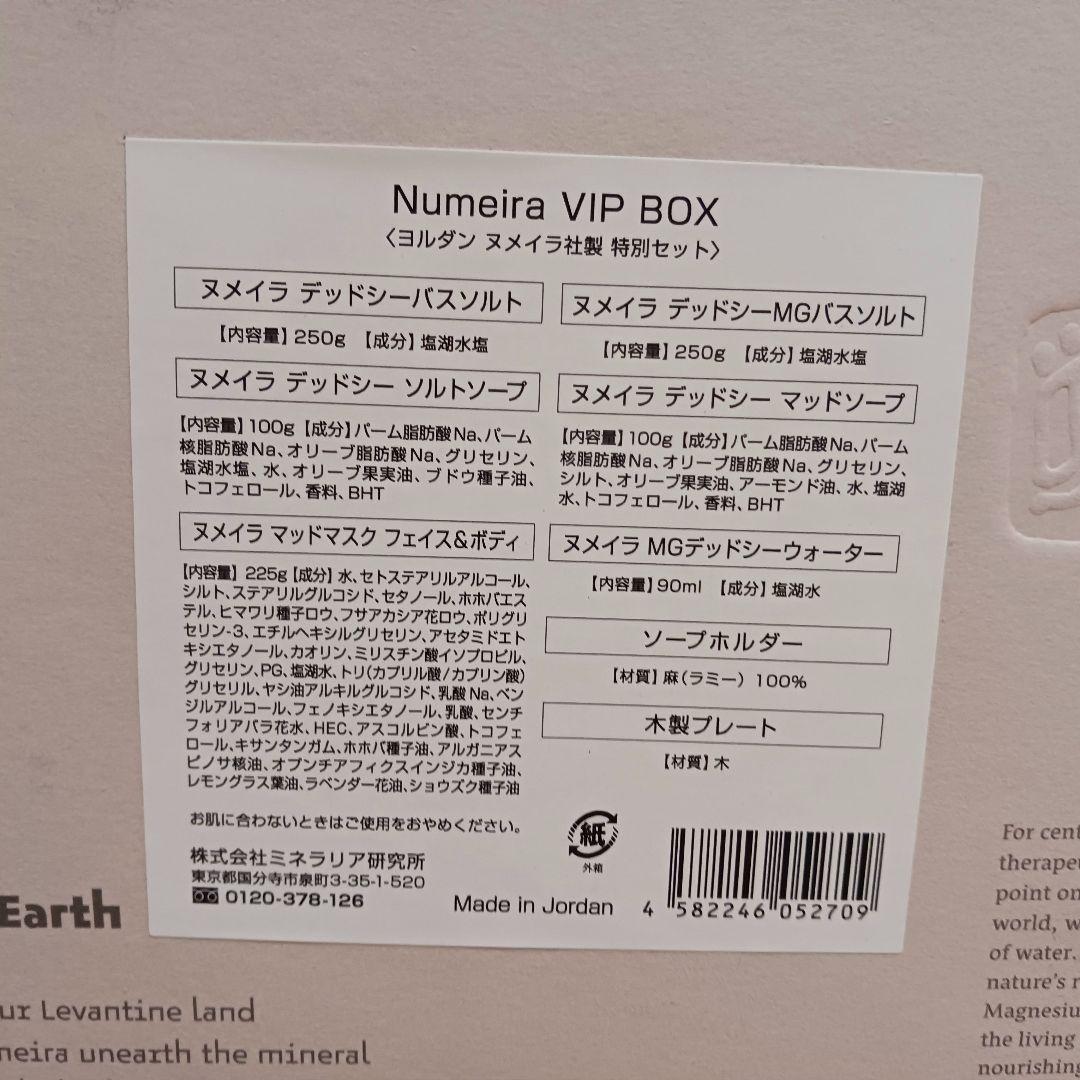 Numeira VIP BOX
〈ヨルダン ヌメイラ社製 特別セット〉
ヌメイラ デッドシーバスソルト
【内容量】250g 【成分】塩湖水塩
ヌメイラ デッドシー ソルトソープ
【内容量】100g【成分】パーム脂肪酸Na、パーム
核脂肪酸Na、オリーブ脂肪酸Na、グリセリン、
塩湖水塩、水、オリーブ果実油、ブドウ種子油、
トコフェロール、香料、BHT
ヌメイラ マッドマスク フェイス&ボディ
【内容量】225g【成分】水、セトステアリルアルコール、
シルト、ステアリルグルコシド、セタノール、ホホバエス
テル、ヒマワリ種子ロウ、フサアカシア花ロウ、ポリグリ
セリン-3、エチルヘキシルグリセリン、アセタミドエト
キシエタノール、カオリン、ミリスチン酸イソプロピル、
グリセリン、PG、塩湖水、トリ(カプリル酸/カプリン酸)
グリセリル、ヤシ油アルキルグルコシド、乳酸Na、ベン
ジルアルコール、フェノキシエタノール、乳酸、センチ
フォリアバラ花水、HEC、アスコルビン酸、トコフェ
ロール、キサンタンガム、ホホバ種子油、アルガニアス
ピノサ核油、オプンチアフィクスインジカ種子油、
レモングラス葉油、ラベンダー花油、ショウズク種子油
ヌメイラ デッドシーMGバスソルト
【内容量】250g 【成分】塩湖水塩
ヌメイラ デッドシー マッドソープ
【内容量】100g【成分】パーム脂肪酸Na、パーム
核脂肪酸Na、オリーブ脂肪酸Na、グリセリン、
シルト、オリーブ果実油、アーモンド油、水、塩湖
水、トコフェロール、香料、BHT
ヌメイラ MGデッドシーウォーター
【内容量】90ml 【成分】塩湖水
ソープホルダー
【材質】麻(ラミー) 100%
木製プレート
【材質】木
お肌に合わないときはご使用をおやめください。
株式会社ミネラリア研究所
東京都国分寺市泉町3-35-1-520
0120-378-126
紙
外箱
Made in Jordan
4 582246 052709
Earth
ur Levantine land
neira unearth the mineral
For cent
therape
point on
world, w
of water.
nature's r
Magnesiu
the living
nourishing